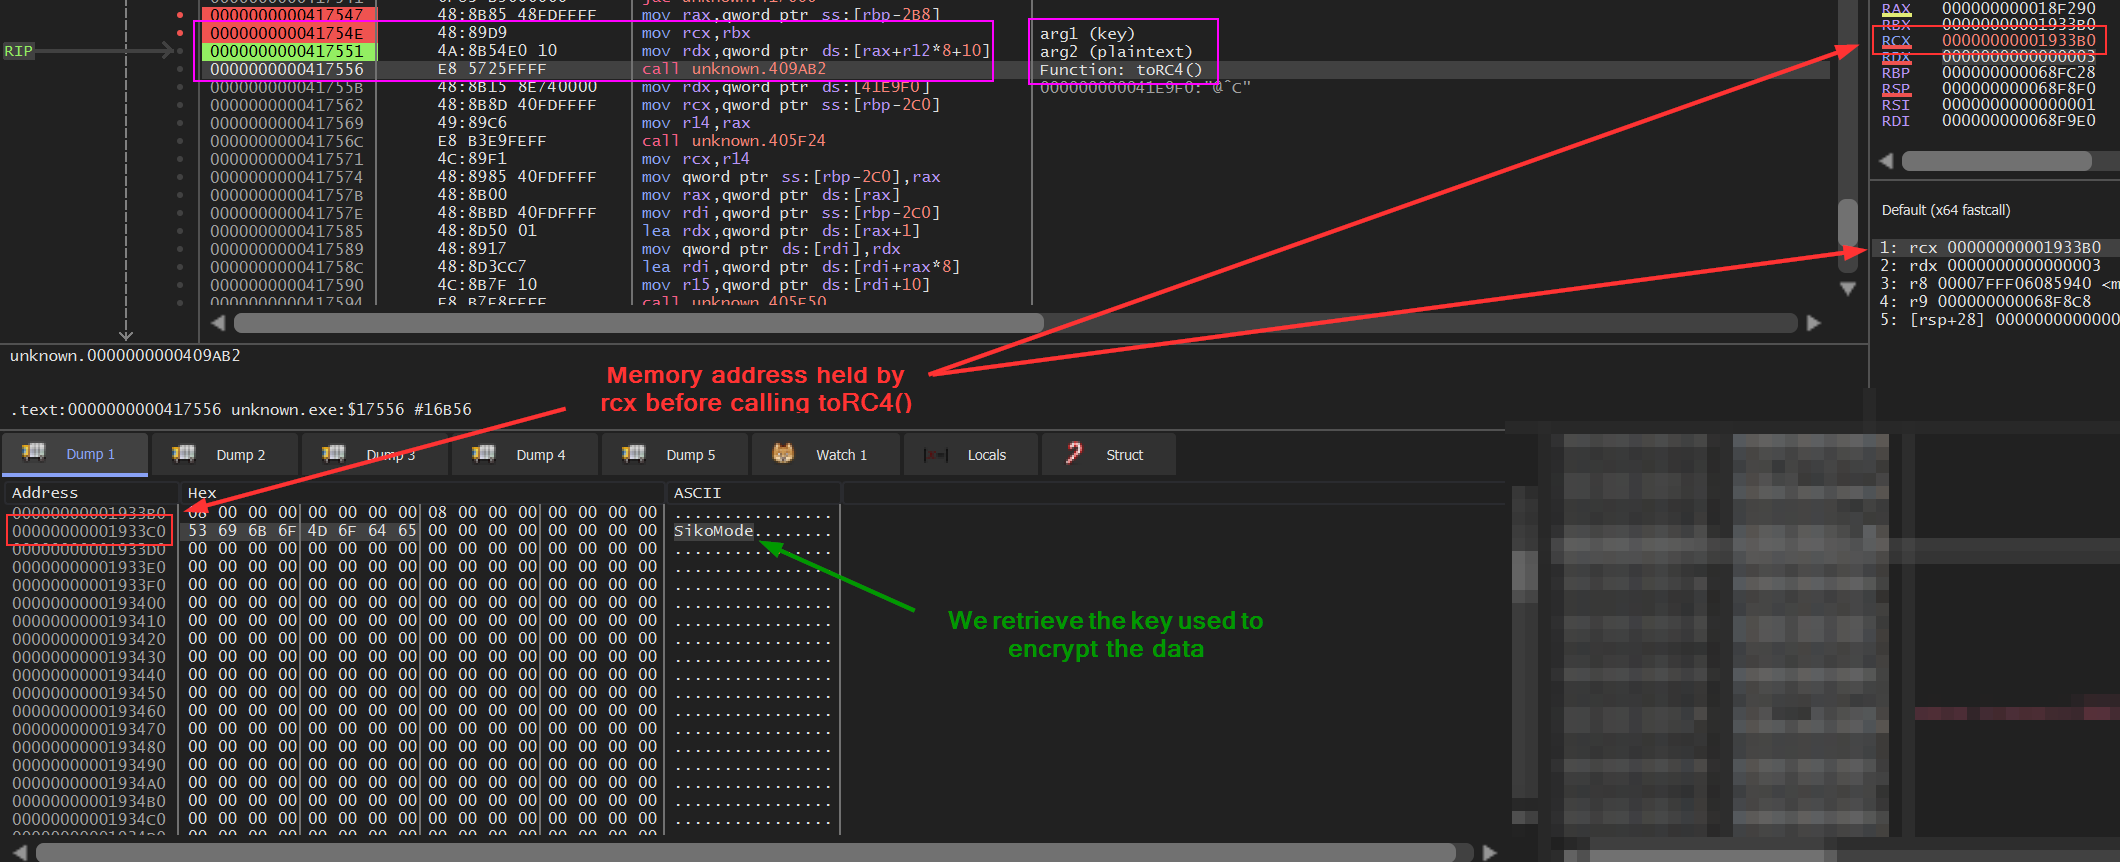 0000000000417547 48:8B85 48FDFFFF mov rax,qword ptr ss:[rbp-2B8]
000000000041754E 48:89D9 mov rcx,rbx arg1 (key)
RIP 0000000000417551 4A:8B54E0 10 mov rdx,qword ptr ds:[rax+r12*8+10] arg2 (plaintext)
0000000000417556 E8 5725FFFF call unknown.409AB2 Function: toRC4()
000000000041755B 48:8B15 8E740000 mov rdx,qword ptr ds:[41E9F0] 000000000041E9F0:"@ˆC"
0000000000417562 48:8B8D 40FDFFFF mov rcx,qword ptr ss:[rbp-2C0]
0000000000417569 49:89C6 mov r14,rax
000000000041756C E8 B3E9FEFF call unknown.405F24
0000000000417571 4C:89F1 mov rcx,r14
0000000000417574 48:8985 40FDFFFF mov qword ptr ss:[rbp-2C0],rax
000000000041757B 48:8B00 mov rax,qword ptr ds:[rax]
000000000041757E 48:8BBD 40FDFFFF mov rdi,qword ptr ss:[rbp-2C0]
0000000000417585 48:8D50 01 lea rdx,qword ptr ds:[rax+1]
0000000000417589 48:8917 mov qword ptr ds:[rdi],rdx
000000000041758C 48:8D3CC7 lea rdi,qword ptr ds:[rdi+rax*8]
0000000000417590 4C:8B7F 10 mov r15,qword ptr ds:[rdi+10]
0000000000417594 E8 B7E8FFFF call unknown.405E50
RAX 000000000018F290
RBX 00000000001933B0
RCX 00000000001933B0
RDX 0000000000000003
RBP 000000000068FC28
RSP 000000000068F8F0
RSI 0000000000000001
RDI 000000000068F9E0
Default (x64 fastcall)
1: rcx 00000000001933B0
2: rdx 0000000000000003
3: r8 00007FFF06085940 <m
4: r9 000000000068F8C8
5: [rsp+28] 0000000000000
unknown.0000000000409AB2
.text:0000000000417556 unknown.exe:$17556 #16B56
Memory address held by
rcx before calling toRC4()
Dump 1 Dump 2 Dump 3 Dump 4 Dump 5 Watch 1 Locals Struct
Address Hex ASCII
00000000001933B0 08 00 00 00 00 00 00 00 08 00 00 00 00 00 00 00 ................
00000000001933C0 53 69 6B 6F 4D 6F 64 65 00 00 00 00 00 00 00 00 SikoMode........
00000000001933D0 00 00 00 00 00 00 00 00 00 00 00 00 00 00 00 00 ................
00000000001933E0 00 00 00 00 00 00 00 00 00 00 00 00 00 00 00 00 ................
00000000001933F0 00 00 00 00 00 00 00 00 00 00 00 00 00 00 00 00 ................
0000000000193400 00 00 00 00 00 00 00 00 00 00 00 00 00 00 00 00 ................
0000000000193410 00 00 00 00 00 00 00 00 00 00 00 00 00 00 00 00 ................
0000000000193420 00 00 00 00 00 00 00 00 00 00 00 00 00 00 00 00 ................
0000000000193430 00 00 00 00 00 00 00 00 00 00 00 00 00 00 00 00 ................
0000000000193440 00 00 00 00 00 00 00 00 00 00 00 00 00 00 00 00 ................
0000000000193450 00 00 00 00 00 00 00 00 00 00 00 00 00 00 00 00 ................
0000000000193460 00 00 00 00 00 00 00 00 00 00 00 00 00 00 00 00 ................
0000000000193470 00 00 00 00 00 00 00 00 00 00 00 00 00 00 00 00 ................
0000000000193480 00 00 00 00 00 00 00 00 00 00 00 00 00 00 00 00 ................
0000000000193490 00 00 00 00 00 00 00 00 00 00 00 00 00 00 00 00 ................
00000000001934A0 00 00 00 00 00 00 00 00 00 00 00 00 00 00 00 00 ................
00000000001934B0 00 00 00 00 00 00 00 00 00 00 00 00 00 00 00 00 ................
00000000001934C0 00 00 00 00 00 00 00 00 00 00 00 00 00 00 00 00 ................
We retrieve the key used to
encrypt the data